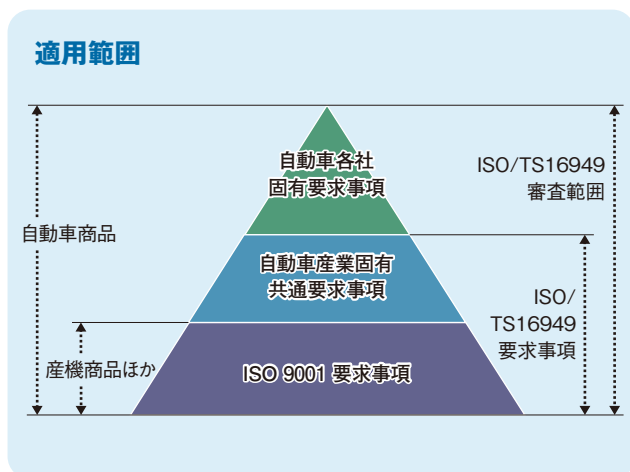 適用範囲
自動車各社
固有要求事項
ISO/TS16949
審査範囲
自動車商品
自動車産業固有
共通要求事項
ISO/
TS16949
要求事項
産機商品ほか
ISO 9001 要求事項